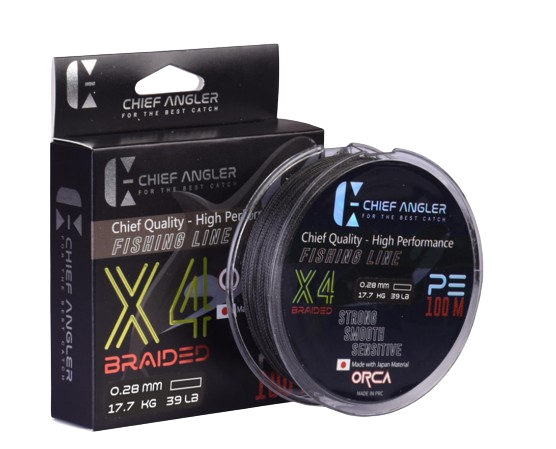 CHIEF ANGLER
FOR THE BEST CATCH
CHIEF ANGLER
FOR THE BEST CATCH
Chief Quality - High Performance
FISHING LINE
X4
BRAIDED
0.28 MM
17.7 KG 39 LB
100
CHIEF ANGLER
CHIEF ANGLER
FOR THE BEST CATCH
Chief Quality - High Performance
FISHING LINE
X4
BRAIDED
0.28 MM
17.7 KG 39 LB
PE
100 M
STRONG
SMOOTH
SENSITIVE
Made with Japan Material
ORCA
MADE IN PRC